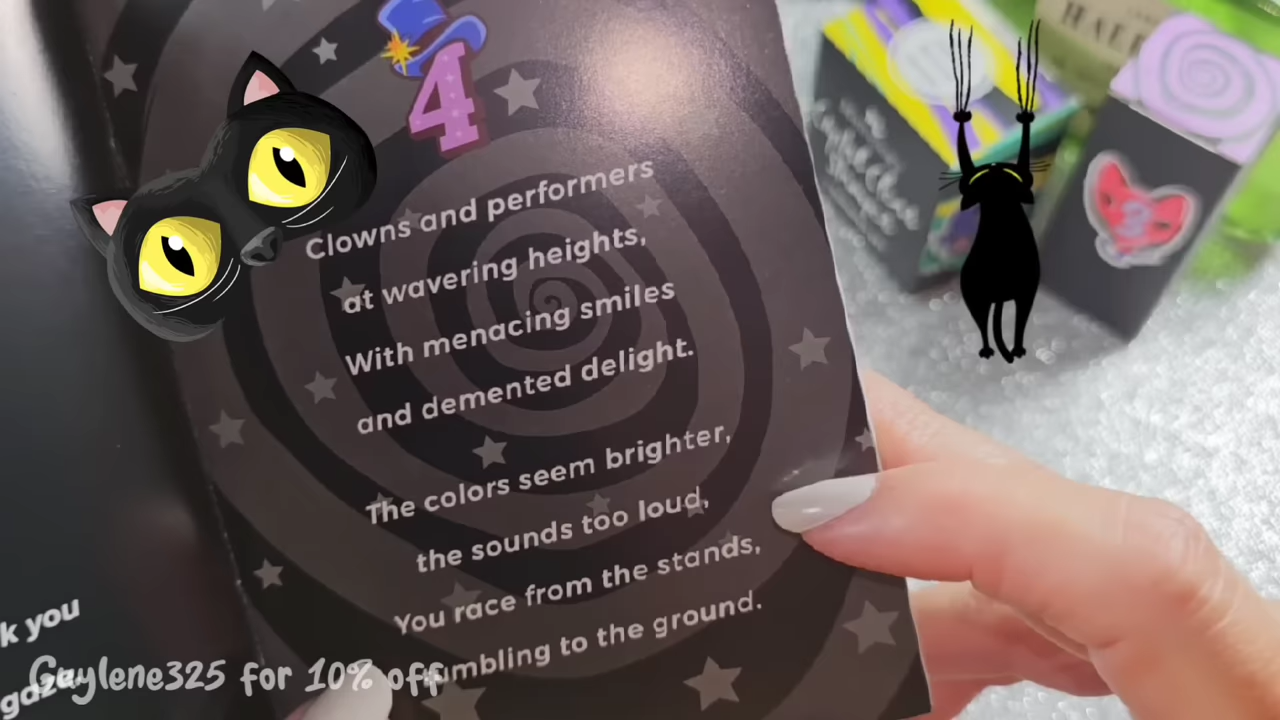 4
Clowns and performers
at wavering heights,
With menacing smiles
and demented delight.
The colors seem brighter,
the sounds too loud,
You race from the stands,
to the ground.
k you
Gaylene325 for 10% off
3